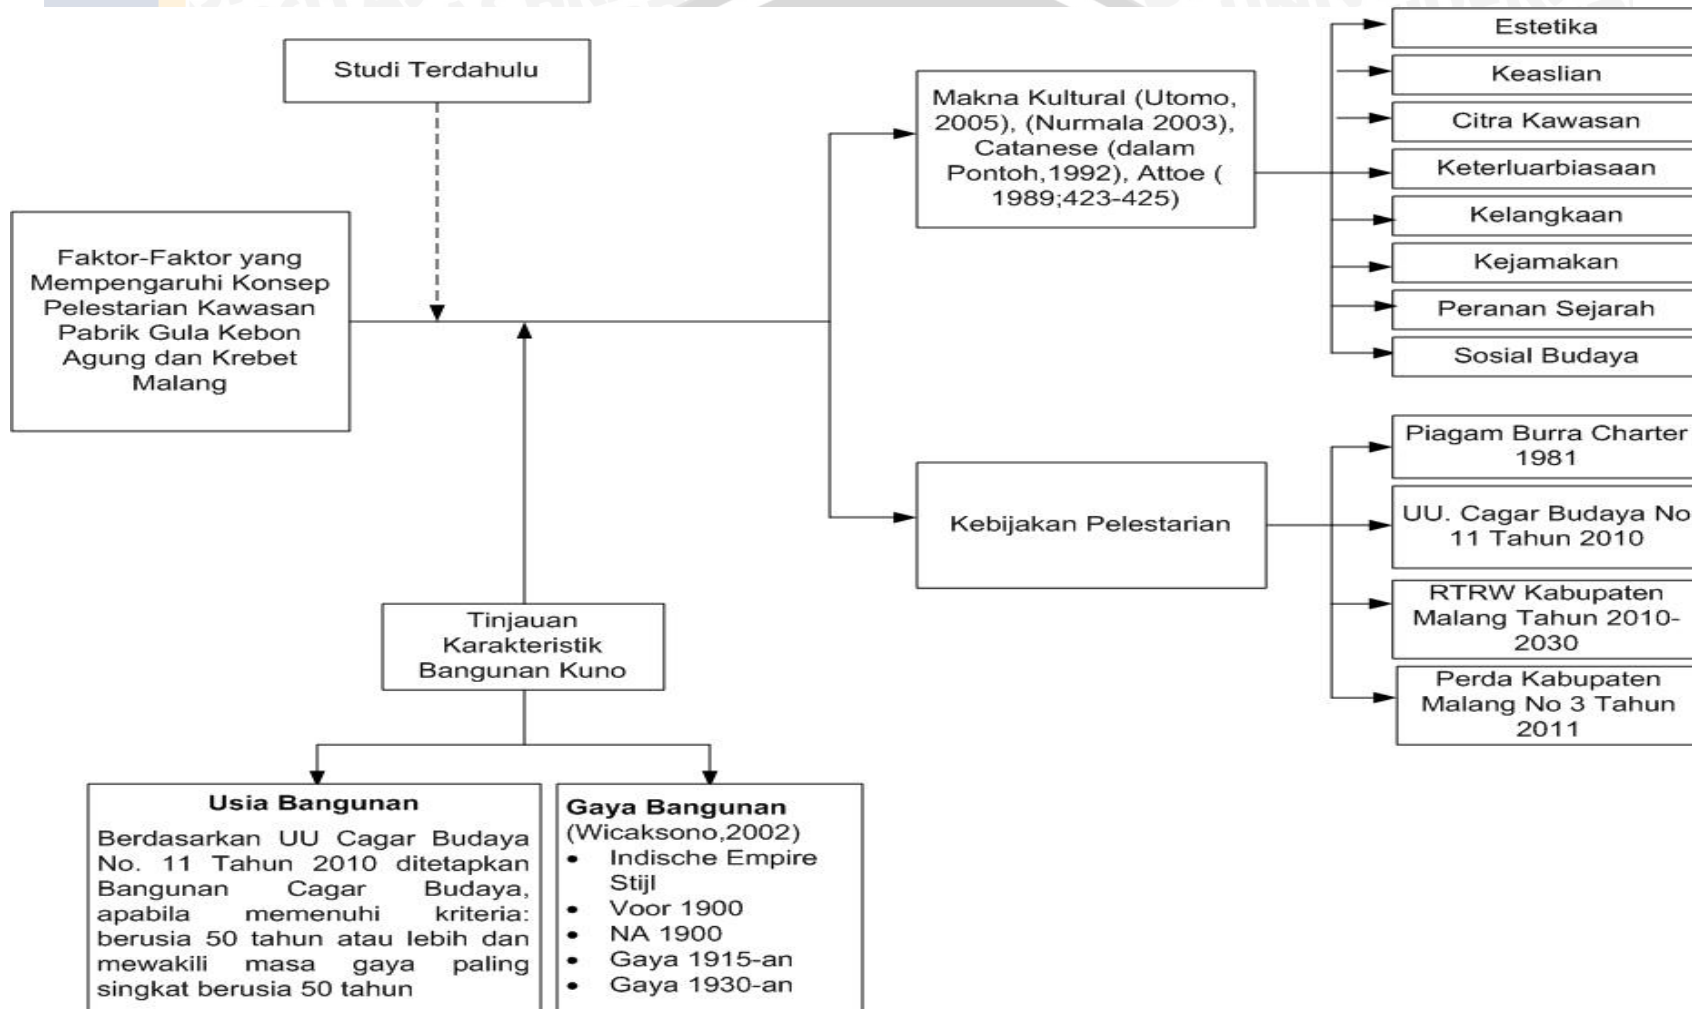 Studi Terdahulu
Faktor-Faktor yang
Mempengaruhi Konsep
Pelestarian Kawasan
Pabrik Gula Kebon
Agung dan Krebet
Malang
Makna Kultural (Utomo,
2005), (Nurmala 2003),
Catanese (dalam
Pontoh,1992), Attoe (
1989;423-425)
Estetika
Keaslian
Citra Kawasan
Keterluarbiasaan
Kelangkaan
Kejamakan
Peranan Sejarah
Sosial Budaya
Kebijakan Pelestarian
Piagam Burra Charter
1981
UU. Cagar Budaya No
11 Tahun 2010
RTRW Kabupaten
Malang Tahun 2010-
2030
Perda Kabupaten
Malang No 3 Tahun
2011
Tinjauan
Karakteristik
Bangunan Kuno
Usia Bangunan
Berdasarkan UU Cagar Budaya
No. 11 Tahun 2010 ditetapkan
Bangunan Cagar Budaya,
apabila memenuhi kriteria:
berusia 50 tahun atau lebih dan
mewakili masa gaya paling
singkat berusia 50 tahun
Gaya Bangunan
(Wicaksono,2002)
• Indische Empire
Stijl
• Voor 1900
• NA 1900
• Gaya 1915-an
• Gaya 1930-an